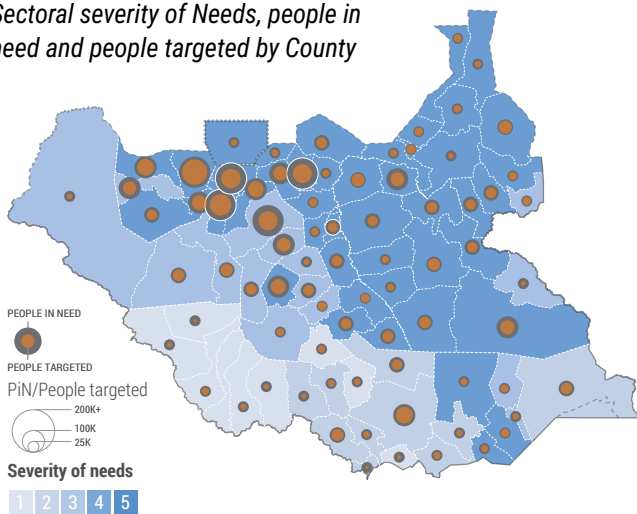 Sectoral severity of Needs, people in
need and people targeted by County
PEOPLE IN NEED
PEOPLE TARGETED
PiN/People targeted
200K+
100K
25K
Severity of needs
1 2 3 4 5